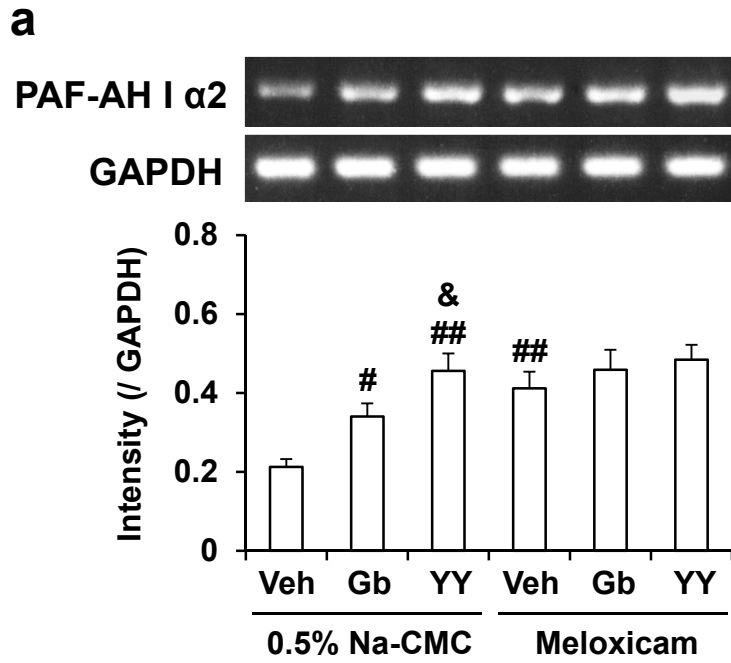 a
PAF-AH I α2
GAPDH
Intensity (/ GAPDH)
0.8
0.6
0.4
0.2
0
#
&
##
##
Veh Gb YY Veh Gb YY
0.5% Na-CMC Meloxicam